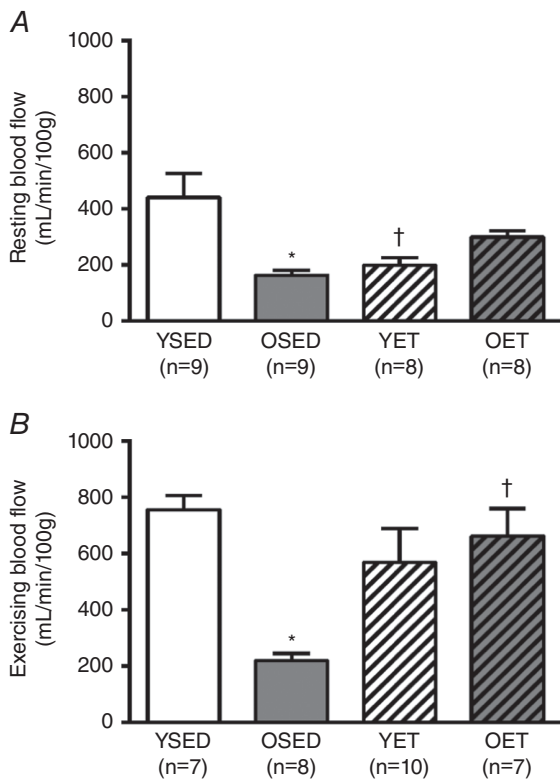 A
Resting blood flow
(mL/min/100g)
1000
800
600
400
200
0
*
†
YSED
OSED
YET
OET
(n=9)
(n=9)
(n=8)
(n=8)
B
Exercising blood flow
(mL/min/100g)
1000
800
600
400
200
0
*
†
YSED
OSED
YET
OET
(n=7)
(n=8)
(n=10)
(n=7)